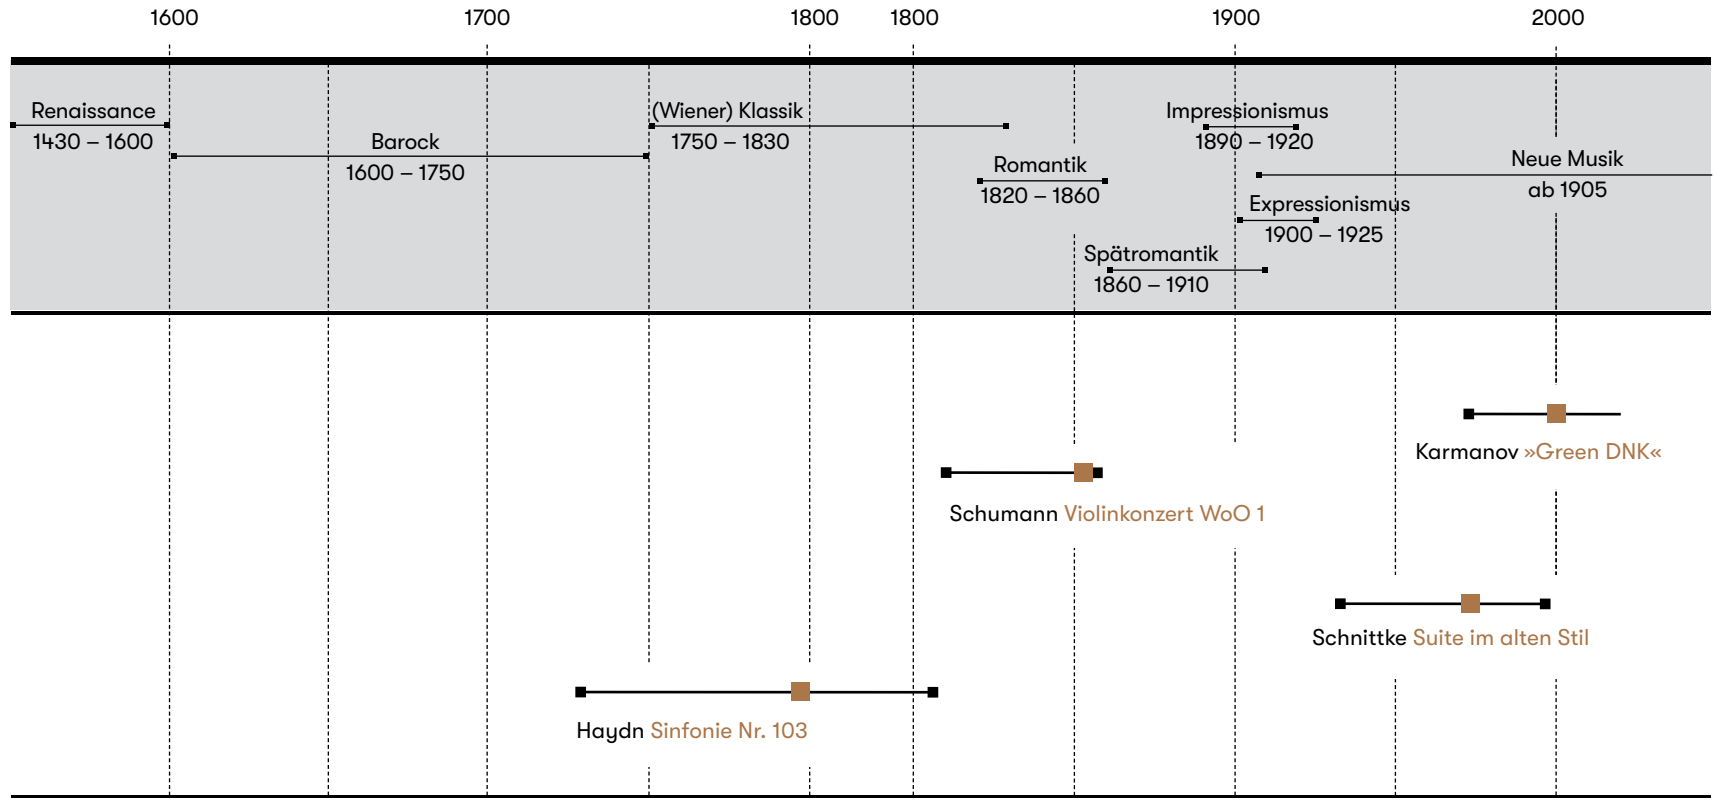 1600 1700 1800 1800 1900 2000
Renaissance
1430 – 1600
Barock
1600 – 1750
(Wiener) Klassik
1750 – 1830
Romantik
1820 – 1860
Spätromantik
1860 – 1910
Impressionismus
1890 – 1920
Expressionismus
1900 – 1925
Neue Musik
ab 1905
Karmanov »Green DNK«
Schumann Violinkonzert WoO 1
Schnittke Suite im alten Stil
Haydn Sinfonie Nr. 103